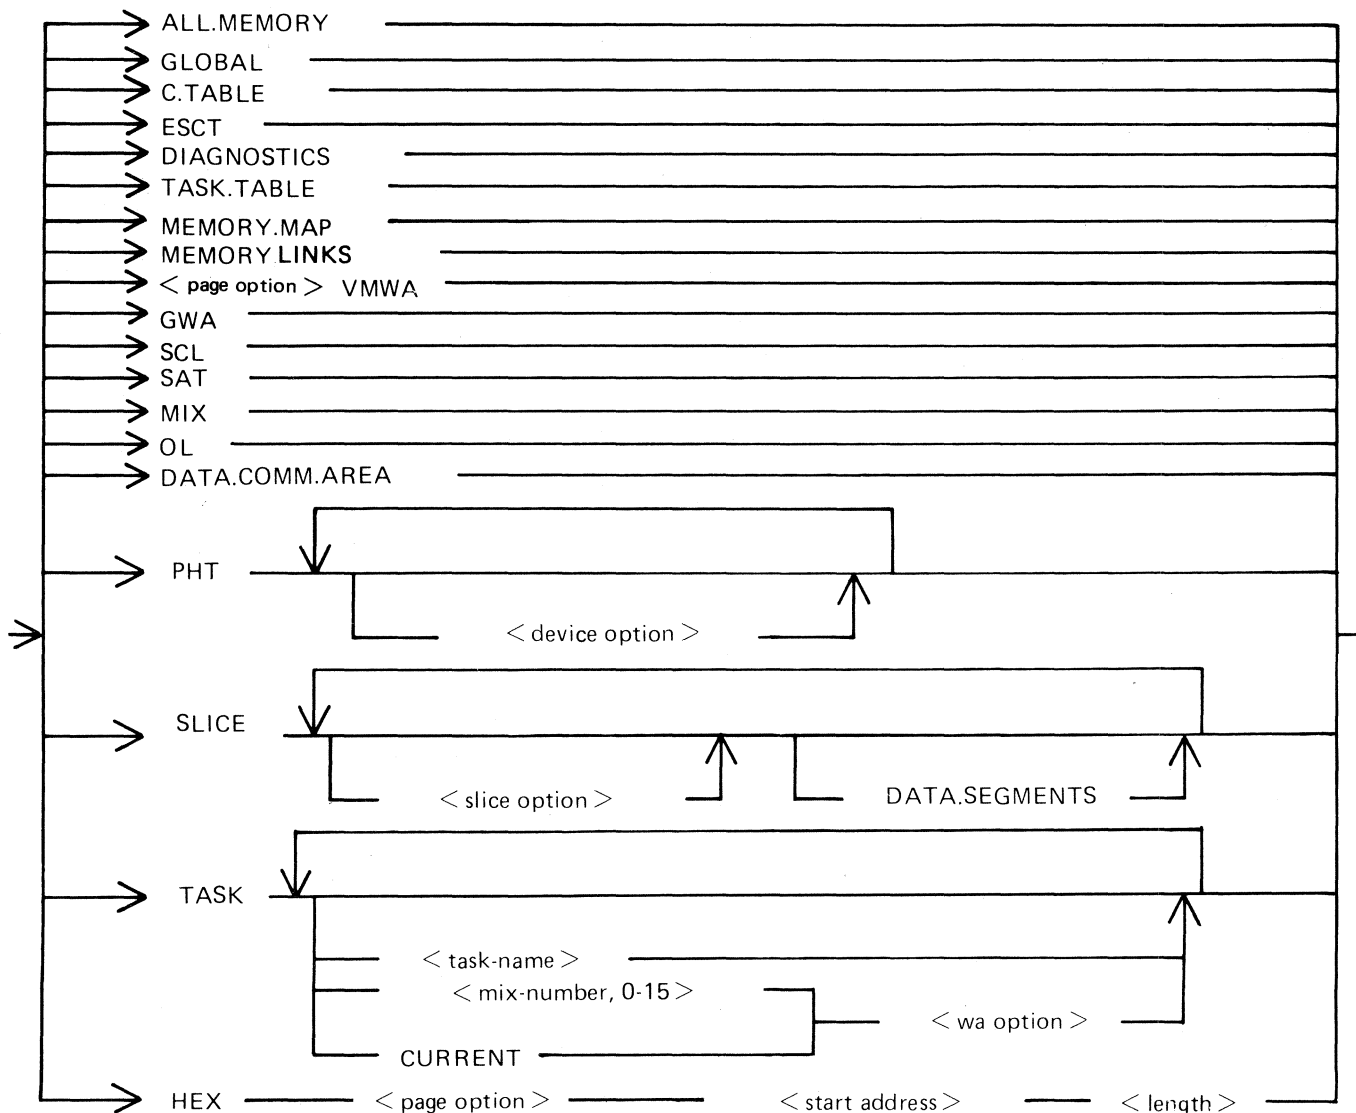 ALL.MEMORY
GLOBAL
C.TABLE
ESCT
DIAGNOSTICS
TASK.TABLE
MEMORY.MAP
MEMORY.LINKS
< page option > VMWA
GWA
SCL
SAT
MIX
OL
DATA.COMM.AREA
PHT
< device option >
SLICE
< slice option > DATA.SEGMENTS
TASK
< task-name >
< mix-number, 0-15 >
< wa option >
CURRENT
HEX < page option > < start address > < length >